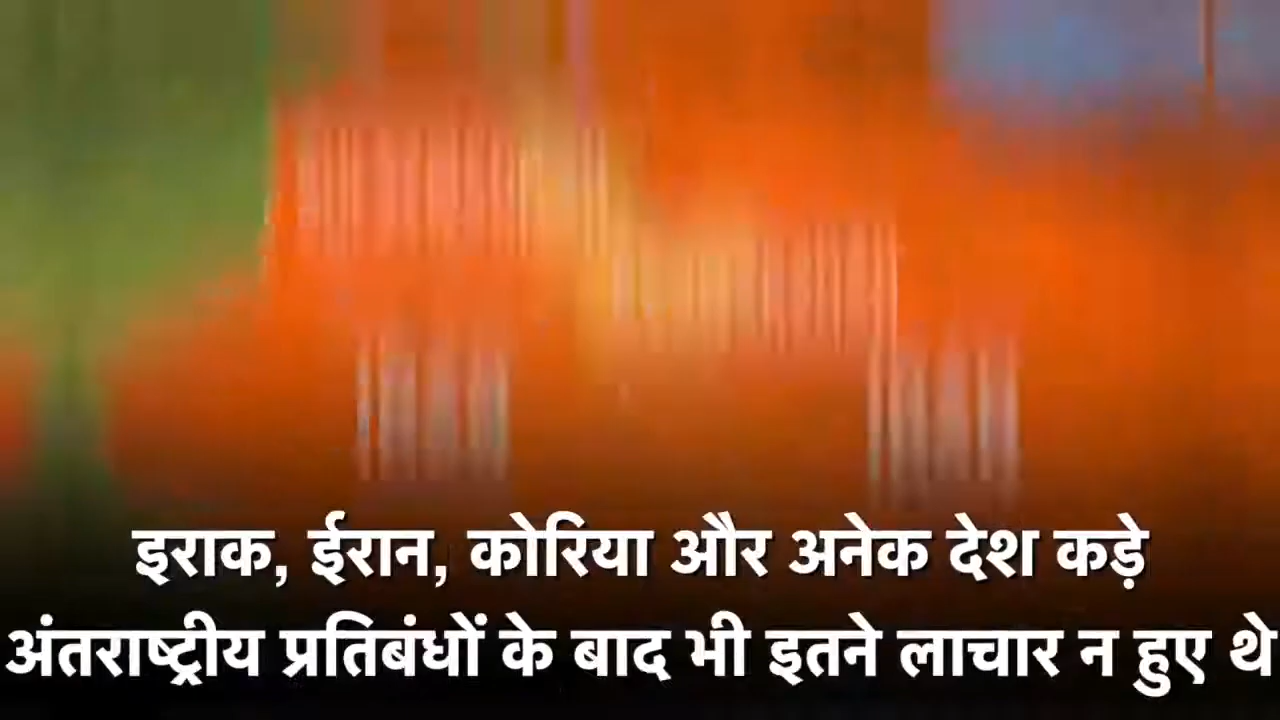 इराक, ईरान, कोरिया और अनेक देश कड़े
अंतराष्ट्रीय प्रतिबंधों के बाद भी इतने लाचार न हुए थे